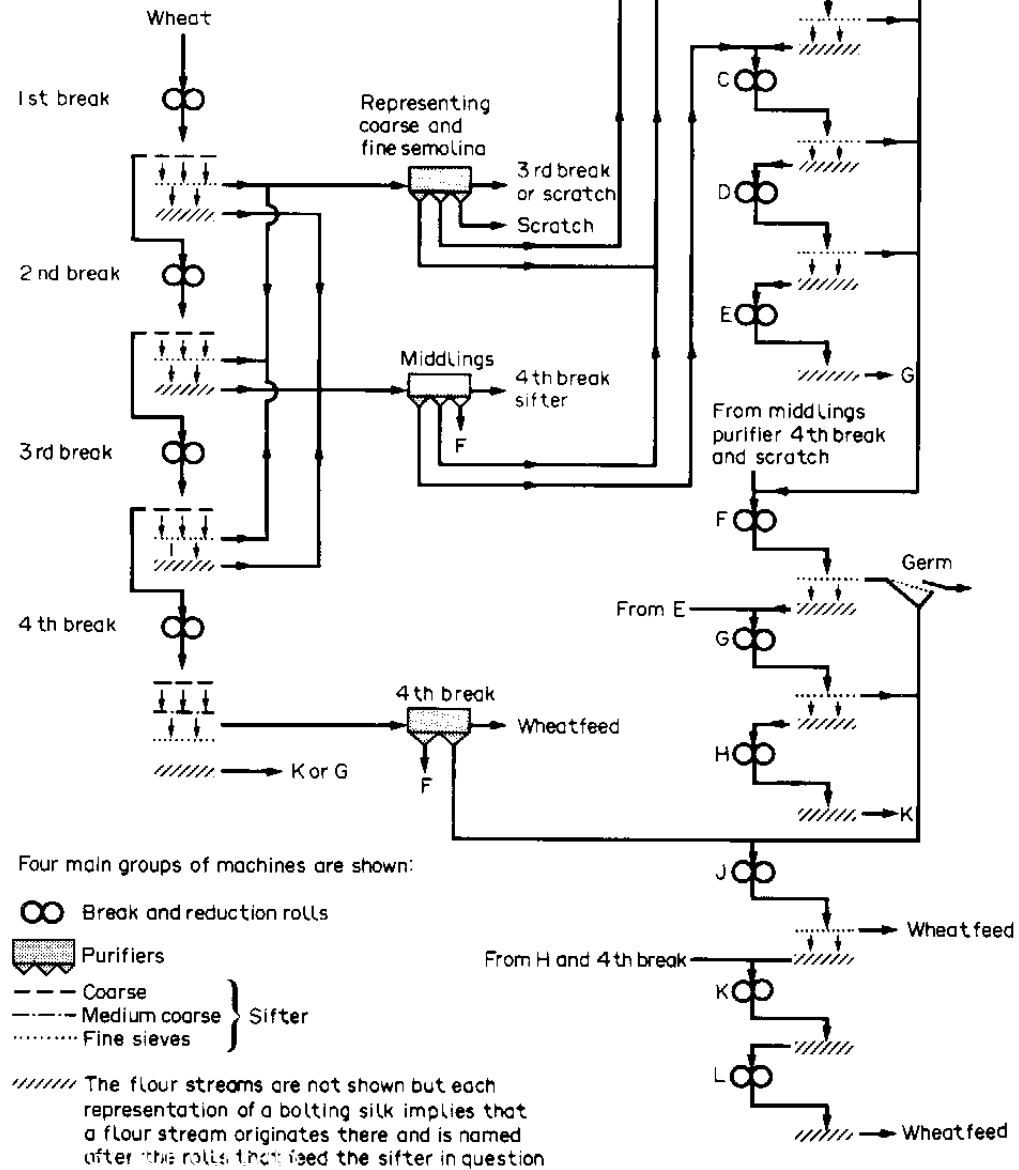 Wheat
1st break
Representing
coarse and
fine semolina
3rd break
or scratch
Scratch
2nd break
Middlings
4th break
sifter
F
3rd break
4th break
4th break
Wheatfeed
F
K or G
C
D
E
G
From middlings
purifier 4th break
and scratch
F
Germ
From E
G
H
K
J
Wheatfeed
From H and 4th break
K
L
Wheatfeed
Four main groups of machines are shown:
Break and reduction rolls
Purifiers
Coarse
Medium coarse
Fine sieves
Sifter
The flour streams are not shown but each
representation of a bolting silk implies that
a flour stream originates there and is named
after the rolls that feed the sifter in question